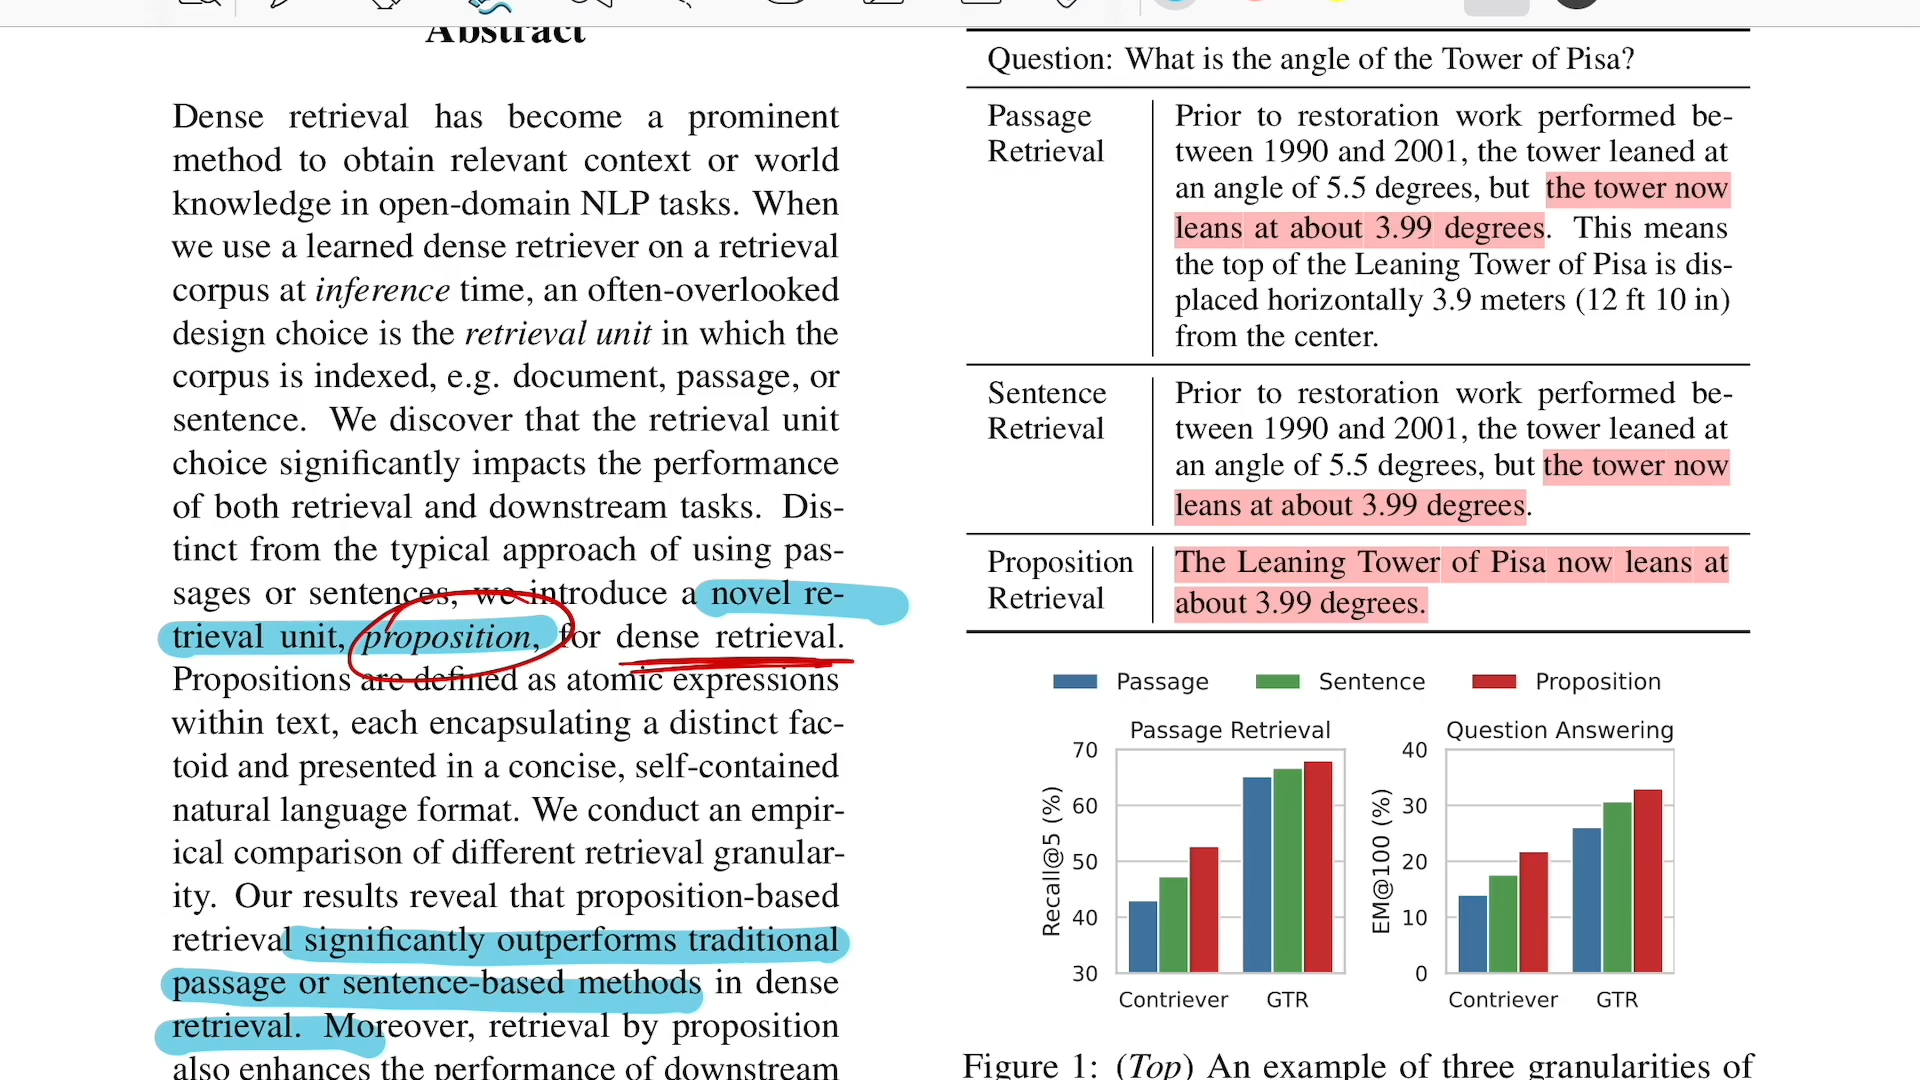 Abstract
Dense retrieval has become a prominent
method to obtain relevant context or world
knowledge in open-domain NLP tasks. When
we use a learned dense retriever on a retrieval
corpus at inference time, an often-overlooked
design choice is the retrieval unit in which the
corpus is indexed, e.g. document, passage, or
sentence. We discover that the retrieval unit
choice significantly impacts the performance
of both retrieval and downstream tasks. Dis-
tinct from the typical approach of using pas-
sages or sentences, we introduce a novel re-
trieval unit, proposition, for dense retrieval.
Propositions are defined as atomic expressions
within text, each encapsulating a distinct fac-
toid and presented in a concise, self-contained
natural language format. We conduct an empir-
ical comparison of different retrieval granular-
ity. Our results reveal that proposition-based
retrieval significantly outperforms traditional
passage or sentence-based methods in dense
retrieval. Moreover, retrieval by proposition
also enhances the performance of downstream
Question: What is the angle of the Tower of Pisa?
Passage
Retrieval
Prior to restoration work performed be-
tween 1990 and 2001, the tower leaned at
an angle of 5.5 degrees, but the tower now
leans at about 3.99 degrees. This means
the top of the Leaning Tower of Pisa is dis-
placed horizontally 3.9 meters (12 ft 10 in)
from the center.
Sentence
Retrieval
Prior to restoration work performed be-
tween 1990 and 2001, the tower leaned at
an angle of 5.5 degrees, but the tower now
leans at about 3.99 degrees.
Proposition
Retrieval
The Leaning Tower of Pisa now leans at
about 3.99 degrees.
Passage Sentence Proposition
Passage Retrieval
Recall@5 (%)
70
60
50
40
30
Contriever GTR
Question Answering
EM@100 (%)
40
30
20
10
0
Contriever GTR
Figure 1: (Top) An example of three granularities of